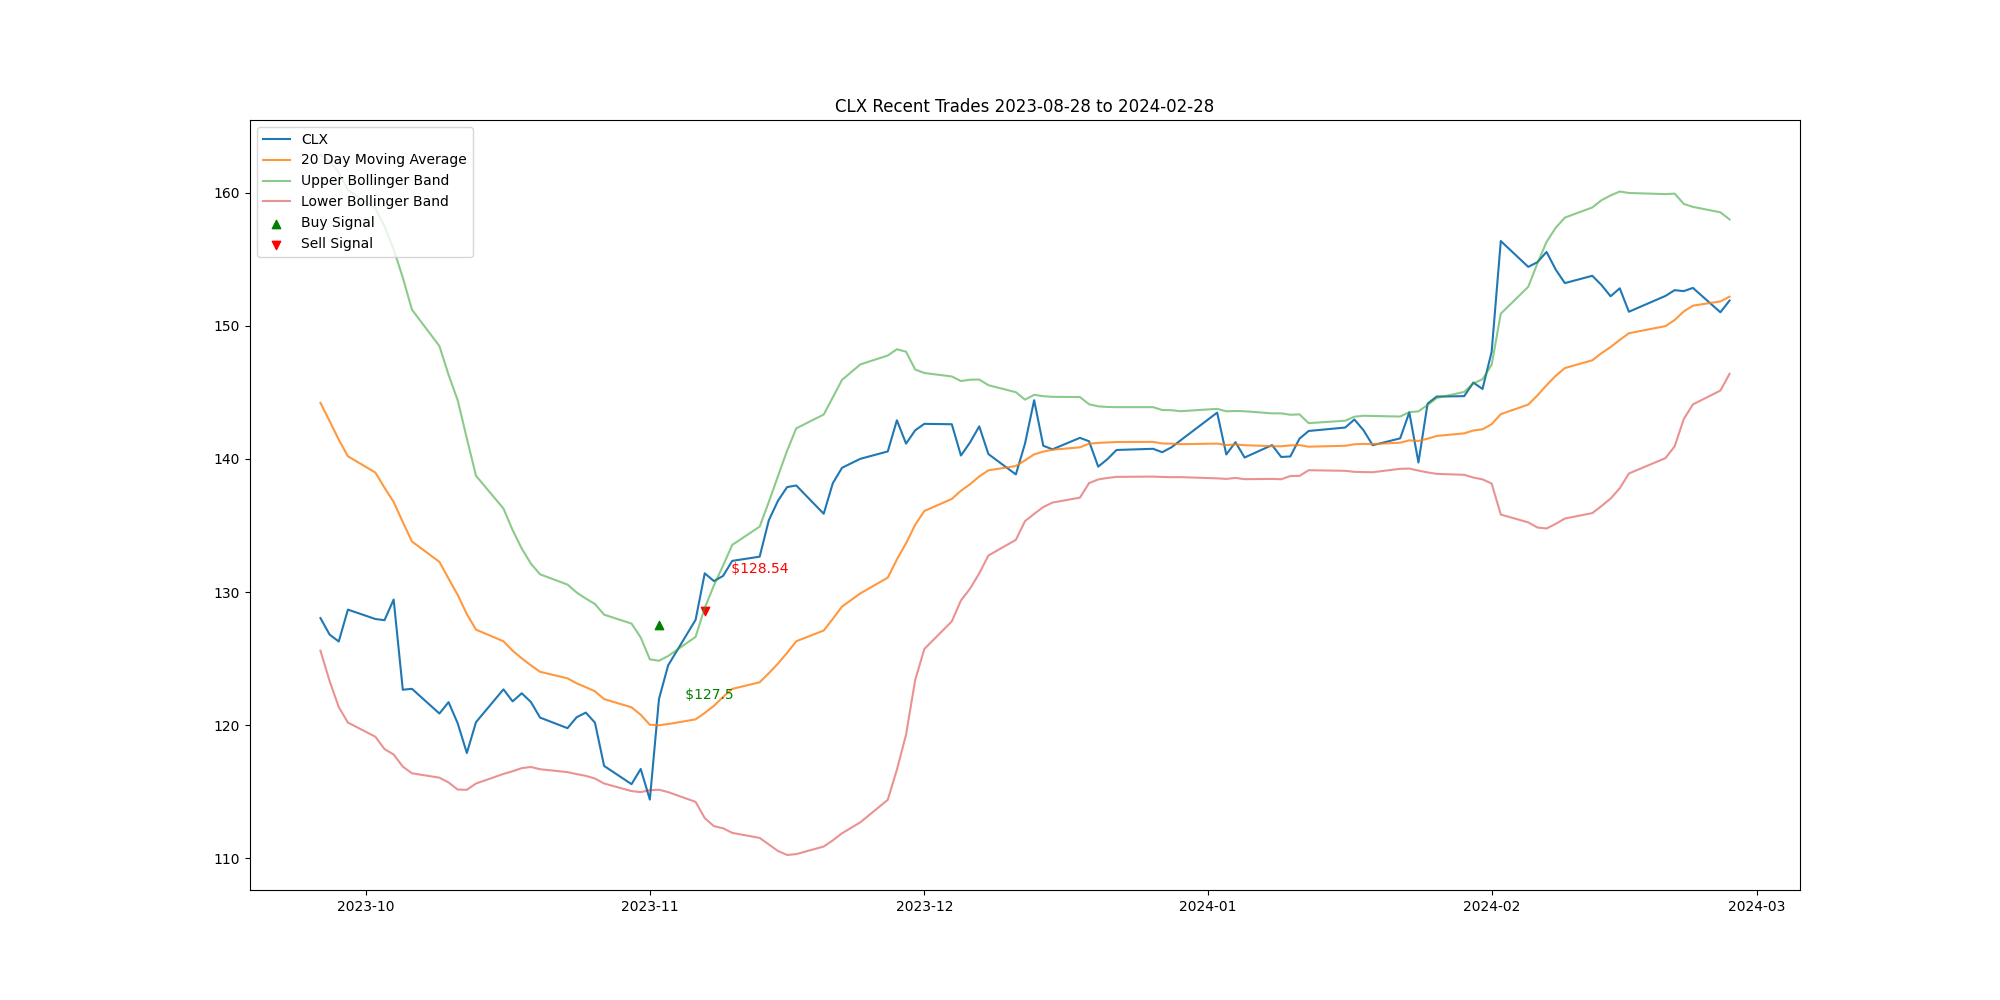 CLX Recent Trades 2023-08-28 to 2024-02-28
CLX
20 Day Moving Average
Upper Bollinger Band
Lower Bollinger Band
Buy Signal
Sell Signal
160
150
140
130
120
110
$128.54
$127.5
2023-10
2023-11
2023-12
2024-01
2024-02
2024-03